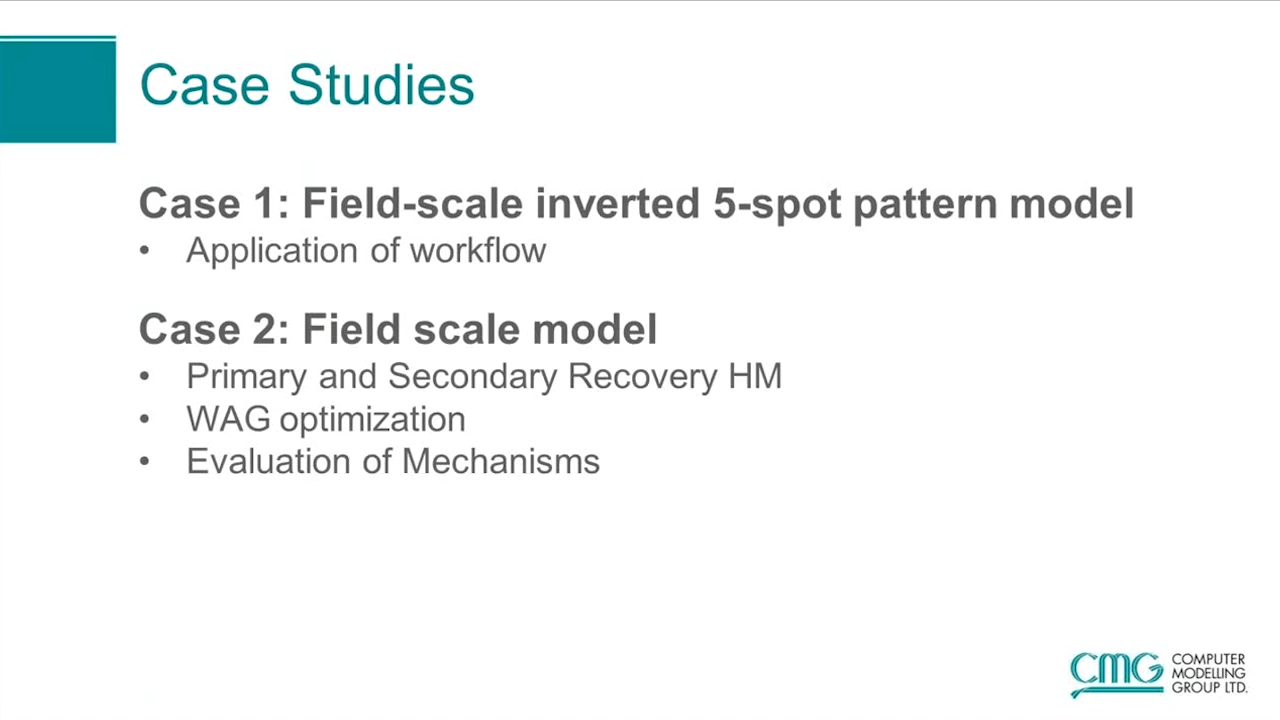 Case Studies
Case 1: Field-scale inverted 5-spot pattern model
• Application of workflow
Case 2: Field scale model
• Primary and Secondary Recovery HM
• WAG optimization
• Evaluation of Mechanisms
CMG
COMPUTER
MODELLING
GROUP LTD.